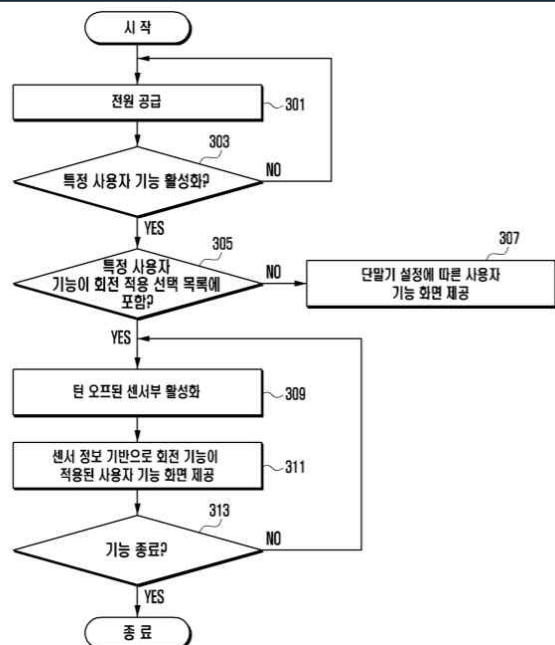 시 작
전원 공급
301
303
특정 사용자 기능 활성화?
NO
YES
305
특정 사용자
기능이 회전 적용 선택 목록에
포함?
NO
307
단말기 설정에 따른 사용자
기능 화면 제공
YES
턴 오프된 센서부 활성화
309
센서 정보 기반으로 회전 기능이
적용된 사용자 기능 화면 제공
311
313
기능 종료?
NO
YES
종 료